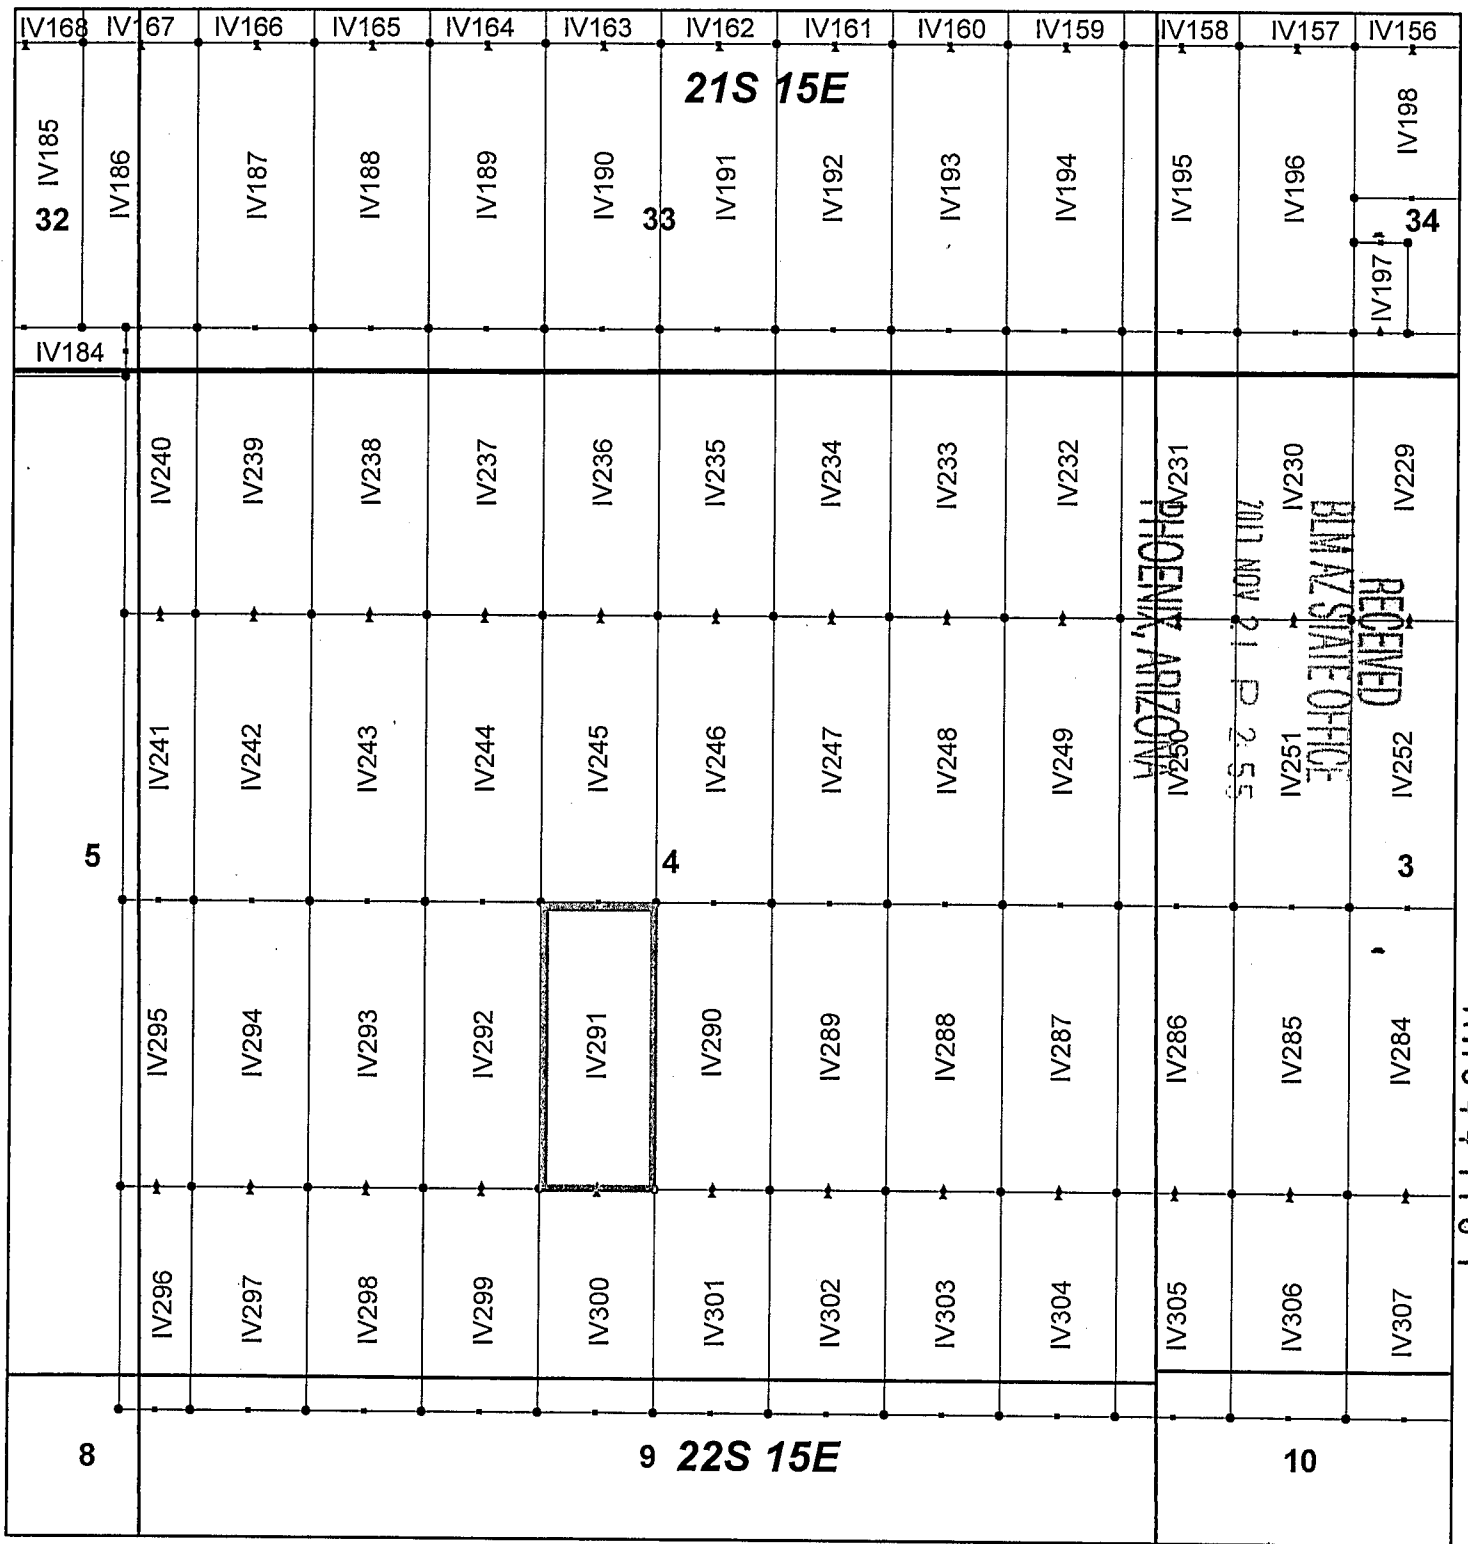 IV168 IV167 IV166 IV165 IV164 IV163 IV162 IV161 IV160 IV159 IV158 IV157 IV156
21S 15E
IV185 IV186 IV187 IV188 IV189 IV190 IV191 IV192 IV193 IV194 IV195 IV196 IV198
32 33 34
IV197
IV184
IV240 IV239 IV238 IV237 IV236 IV235 IV234 IV233 IV232 IV231 IV230 IV229
RECEIVED
BLM AZ STATE OFFICE
2017 NOV 21 P 2:55
PHOENIX, ARIZONA
IV241 IV242 IV243 IV244 IV245 IV246 IV247 IV248 IV249 IV250 IV251 IV252
5 4 3
IV295 IV294 IV293 IV292 IV291 IV290 IV289 IV288 IV287 IV286 IV285 IV284
IV296 IV297 IV298 IV299 IV300 IV301 IV302 IV303 IV304 IV305 IV306 IV307
8 9 22S 15E 10